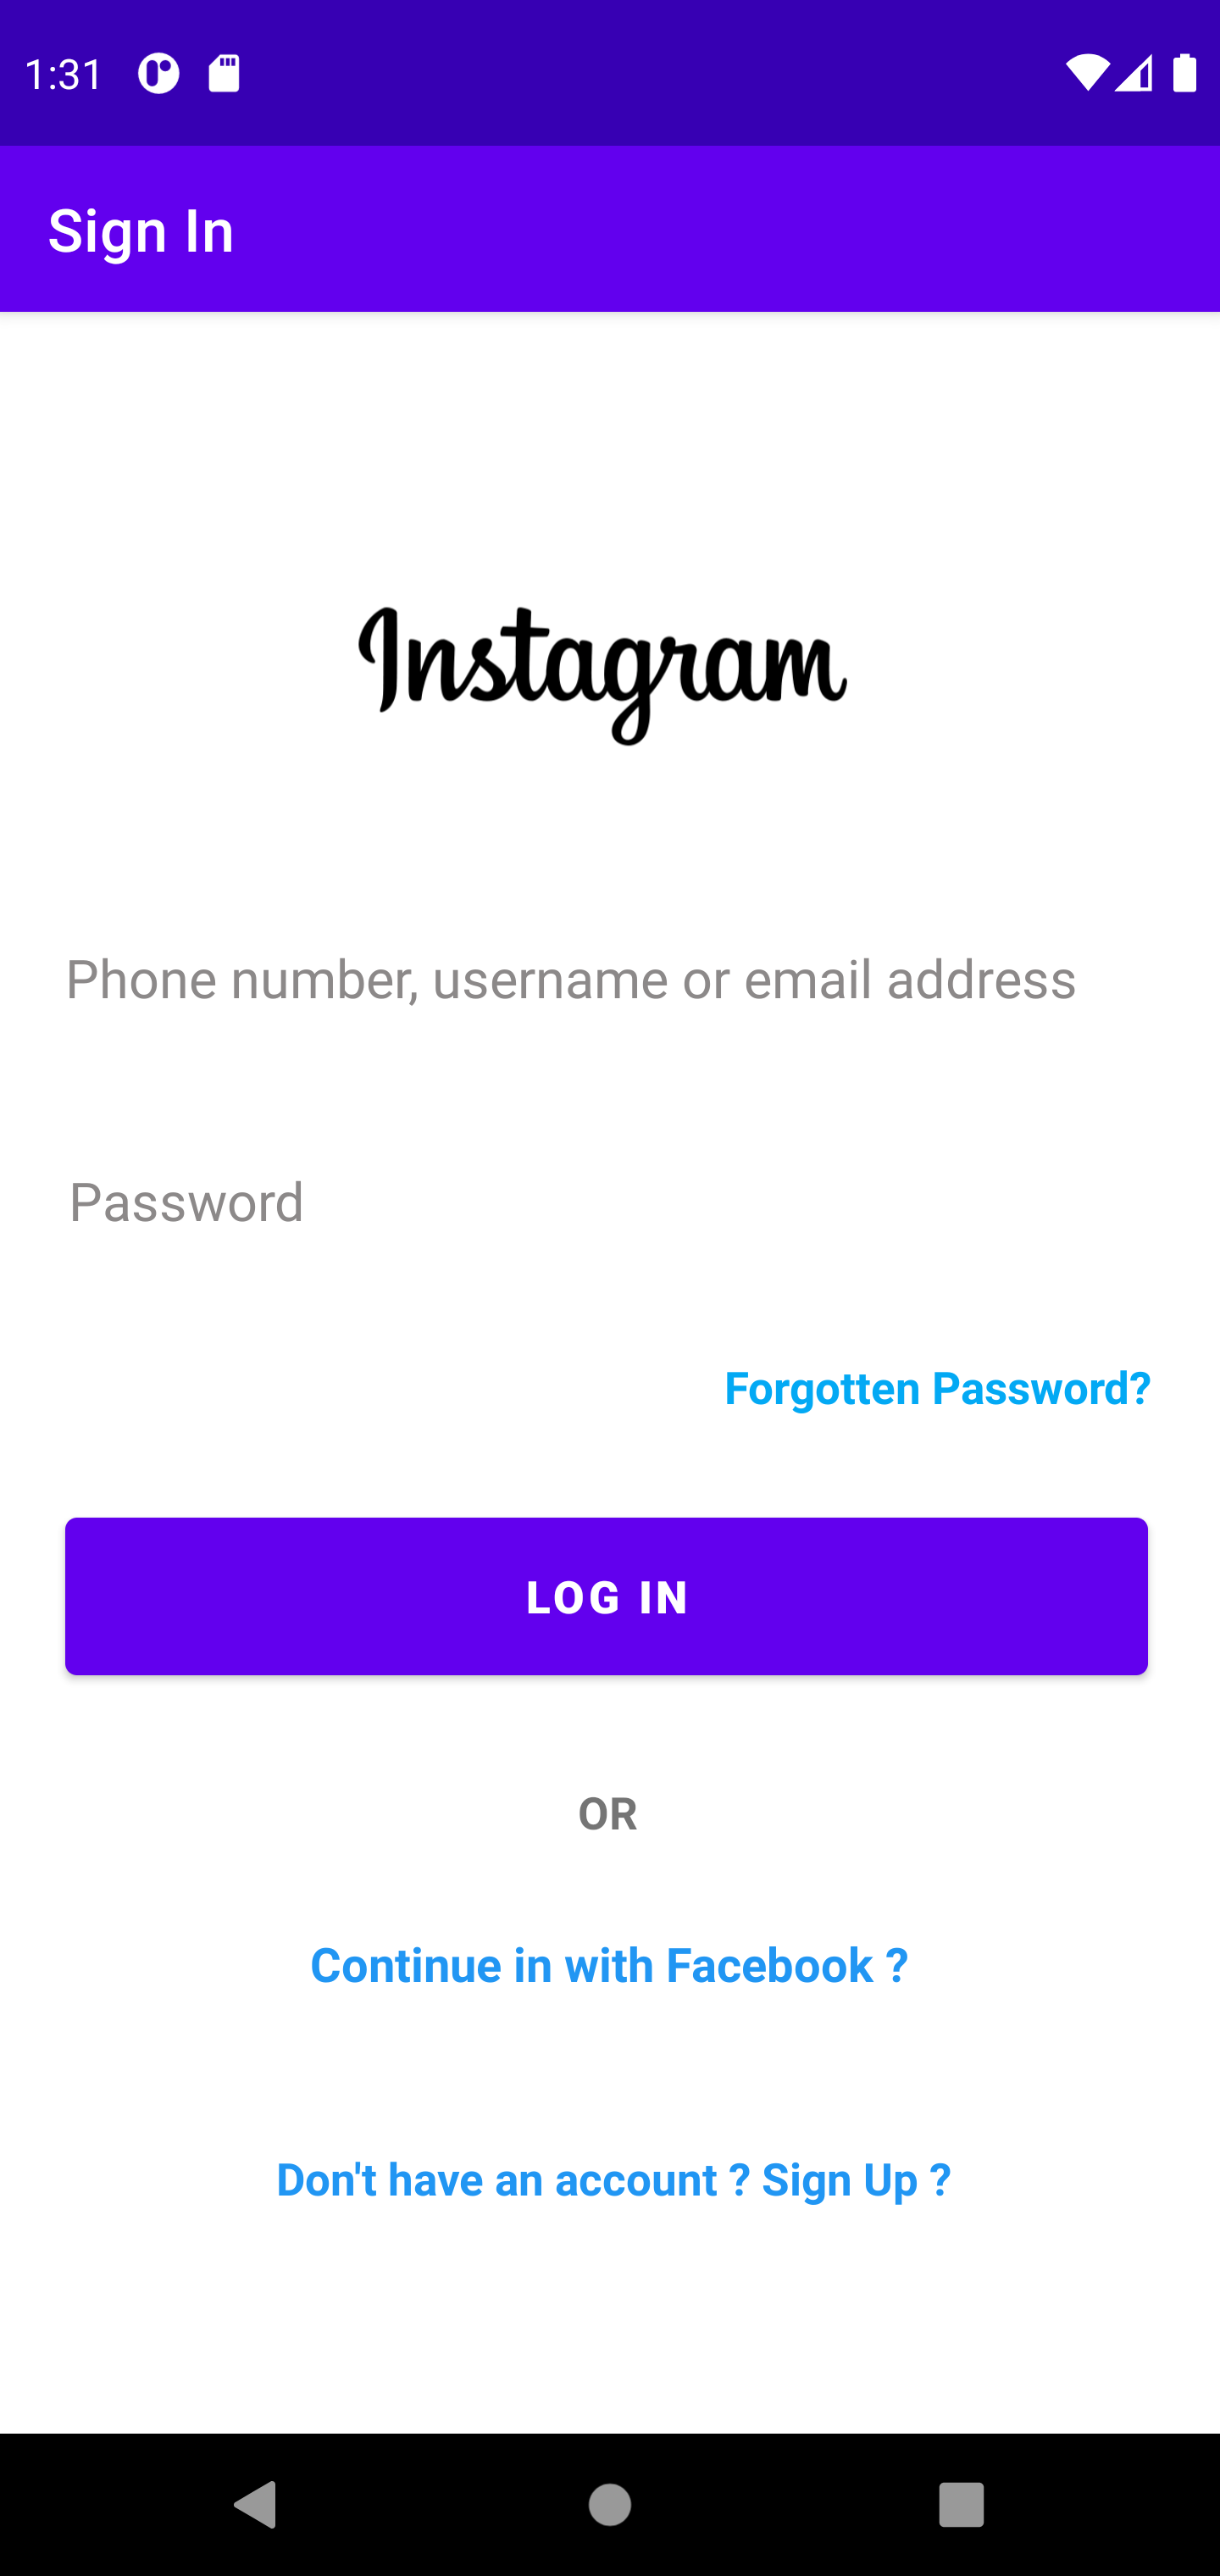 1:31
Sign In
Instagram
Phone number, username or email address
Password
Forgotten Password?
LOG IN
OR
Continue in with Facebook ?
Don't have an account ? Sign Up ?